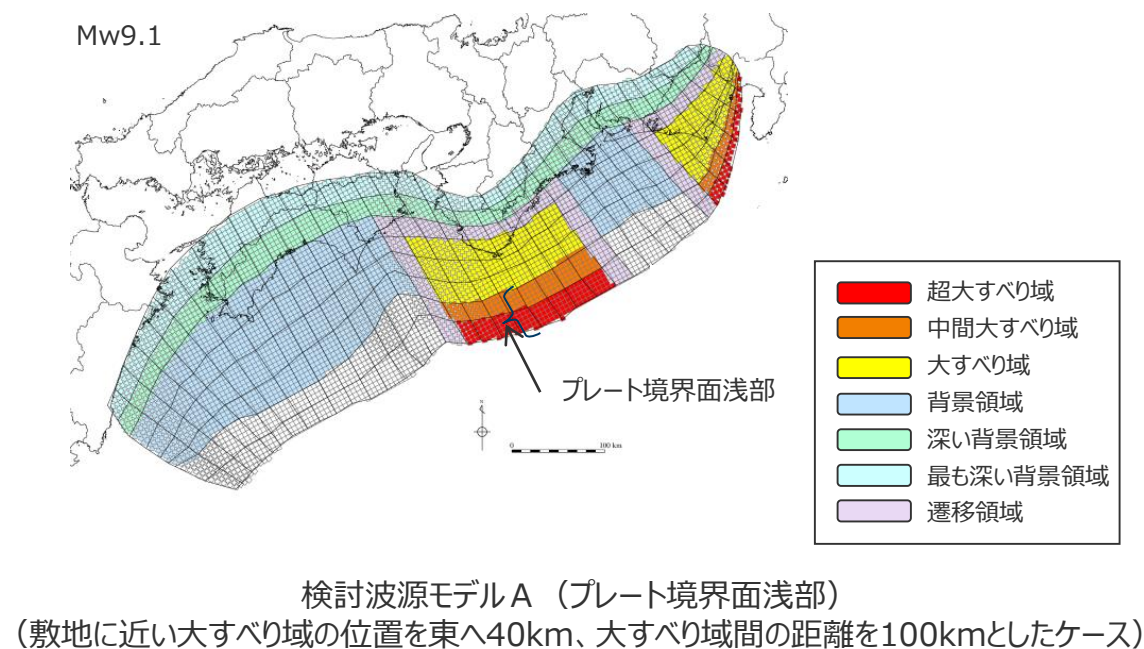 Mw9.1
超大すべり域
中間大すべり域
大すべり域
背景領域
深い背景領域
最も深い背景領域
遷移領域
プレート境界面浅部
N
0 100 km
検討波源モデルA （プレート境界面浅部）
（敷地に近い大すべり域の位置を東へ40km、大すべり域間の距離を100kmとしたケース）